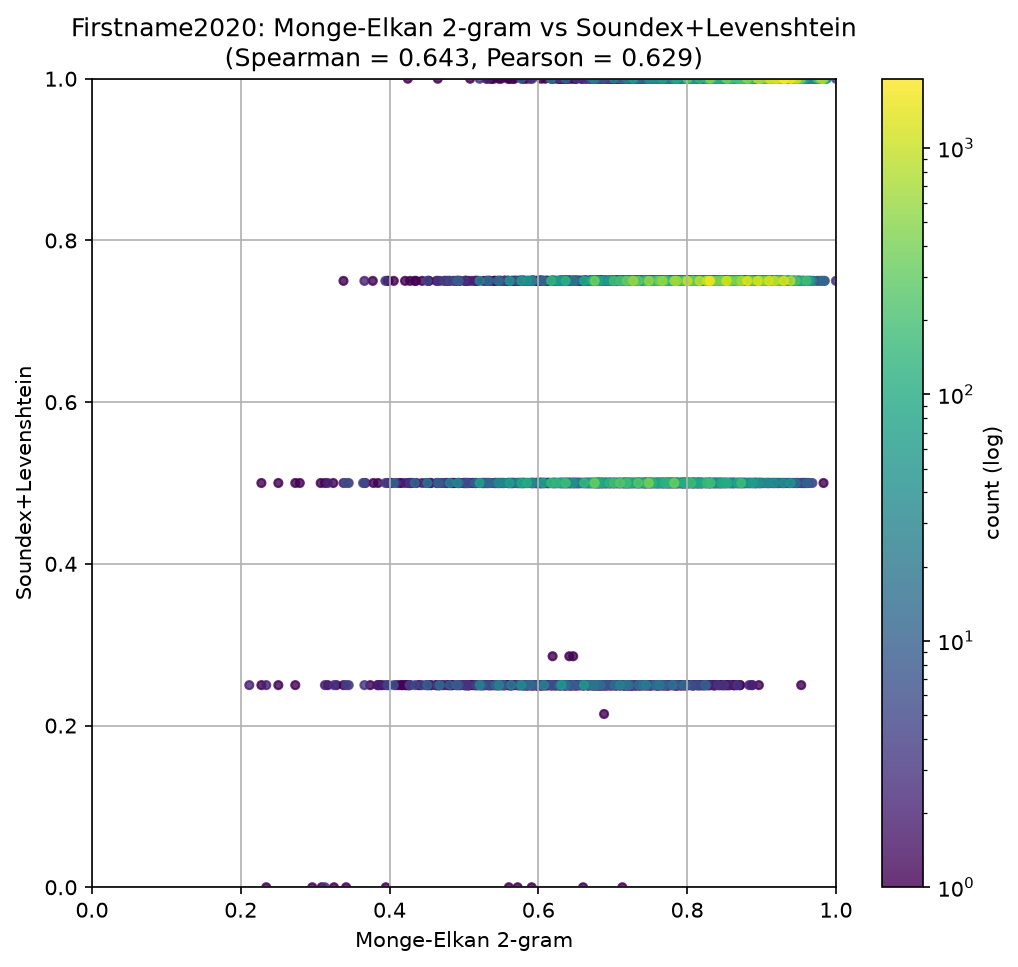 Firstname2020: Monge-Elkan 2-gram vs Soundex+Levenshtein
(Spearman = 0.643, Pearson = 0.629)
1.0
0.8
0.6
0.4
0.2
0.0
Soundex+Levenshtein
0.0 0.2 0.4 0.6 0.8 1.0
Monge-Elkan 2-gram
10³
10²
10¹
10⁰
count (log)